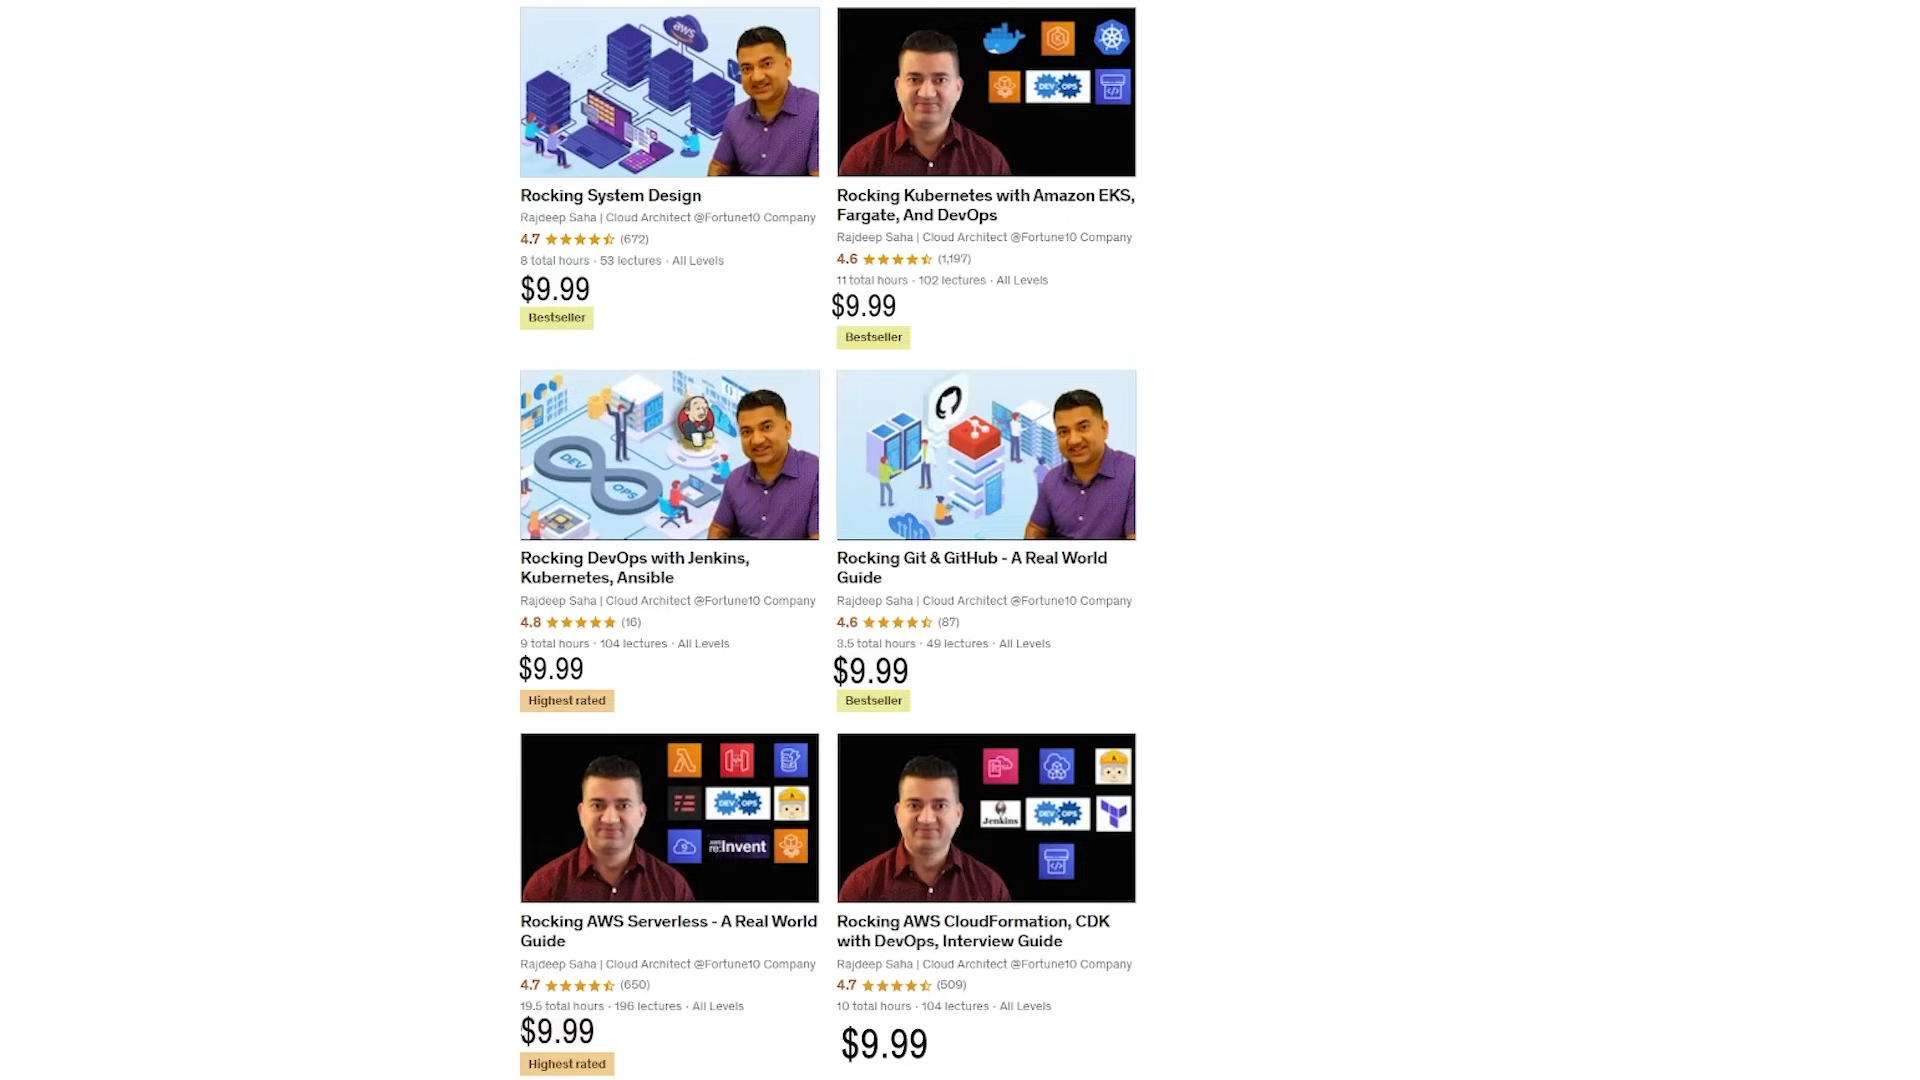 aws
Rocking System Design
Rajdeep Saha | Cloud Architect @Fortune10 Company
4.7 (672)
8 total hours · 53 lectures · All Levels
$9.99
Bestseller
DEV OPS
Rocking Kubernetes with Amazon EKS,
Fargate, And DevOps
Rajdeep Saha | Cloud Architect @Fortune10 Company
4.6 (1,197)
11 total hours · 102 lectures · All Levels
$9.99
Bestseller
DEV
OPS
Rocking DevOps with Jenkins,
Kubernetes, Ansible
Rajdeep Saha | Cloud Architect @Fortune10 Company
4.8 (16)
9 total hours · 104 lectures · All Levels
$9.99
Highest rated
Rocking Git & GitHub - A Real World
Guide
Rajdeep Saha | Cloud Architect @Fortune10 Company
4.6 (87)
3.5 total hours · 49 lectures · All Levels
$9.99
Bestseller
DEV OPS
re:Invent
Rocking AWS Serverless - A Real World
Guide
Rajdeep Saha | Cloud Architect @Fortune10 Company
4.7 (650)
19.5 total hours · 196 lectures · All Levels
$9.99
Highest rated
Jenkins
DEV OPS
Rocking AWS CloudFormation, CDK
with DevOps, Interview Guide
Rajdeep Saha | Cloud Architect @Fortune10 Company
4.7 (509)
10 total hours · 104 lectures · All Levels
$9.99